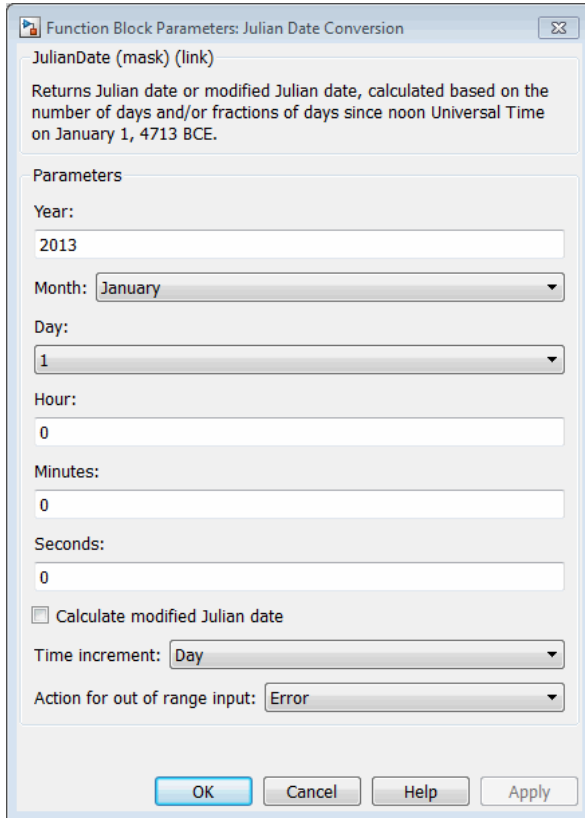 Function Block Parameters: Julian Date Conversion
JulianDate (mask) (link)
Returns Julian date or modified Julian date, calculated based on the
number of days and/or fractions of days since noon Universal Time
on January 1, 4713 BCE.
Parameters
Year:
2013
Month: January
Day:
1
Hour:
0
Minutes:
0
Seconds:
0
Calculate modified Julian date
Time increment: Day
Action for out of range input: Error
OK Cancel Help Apply